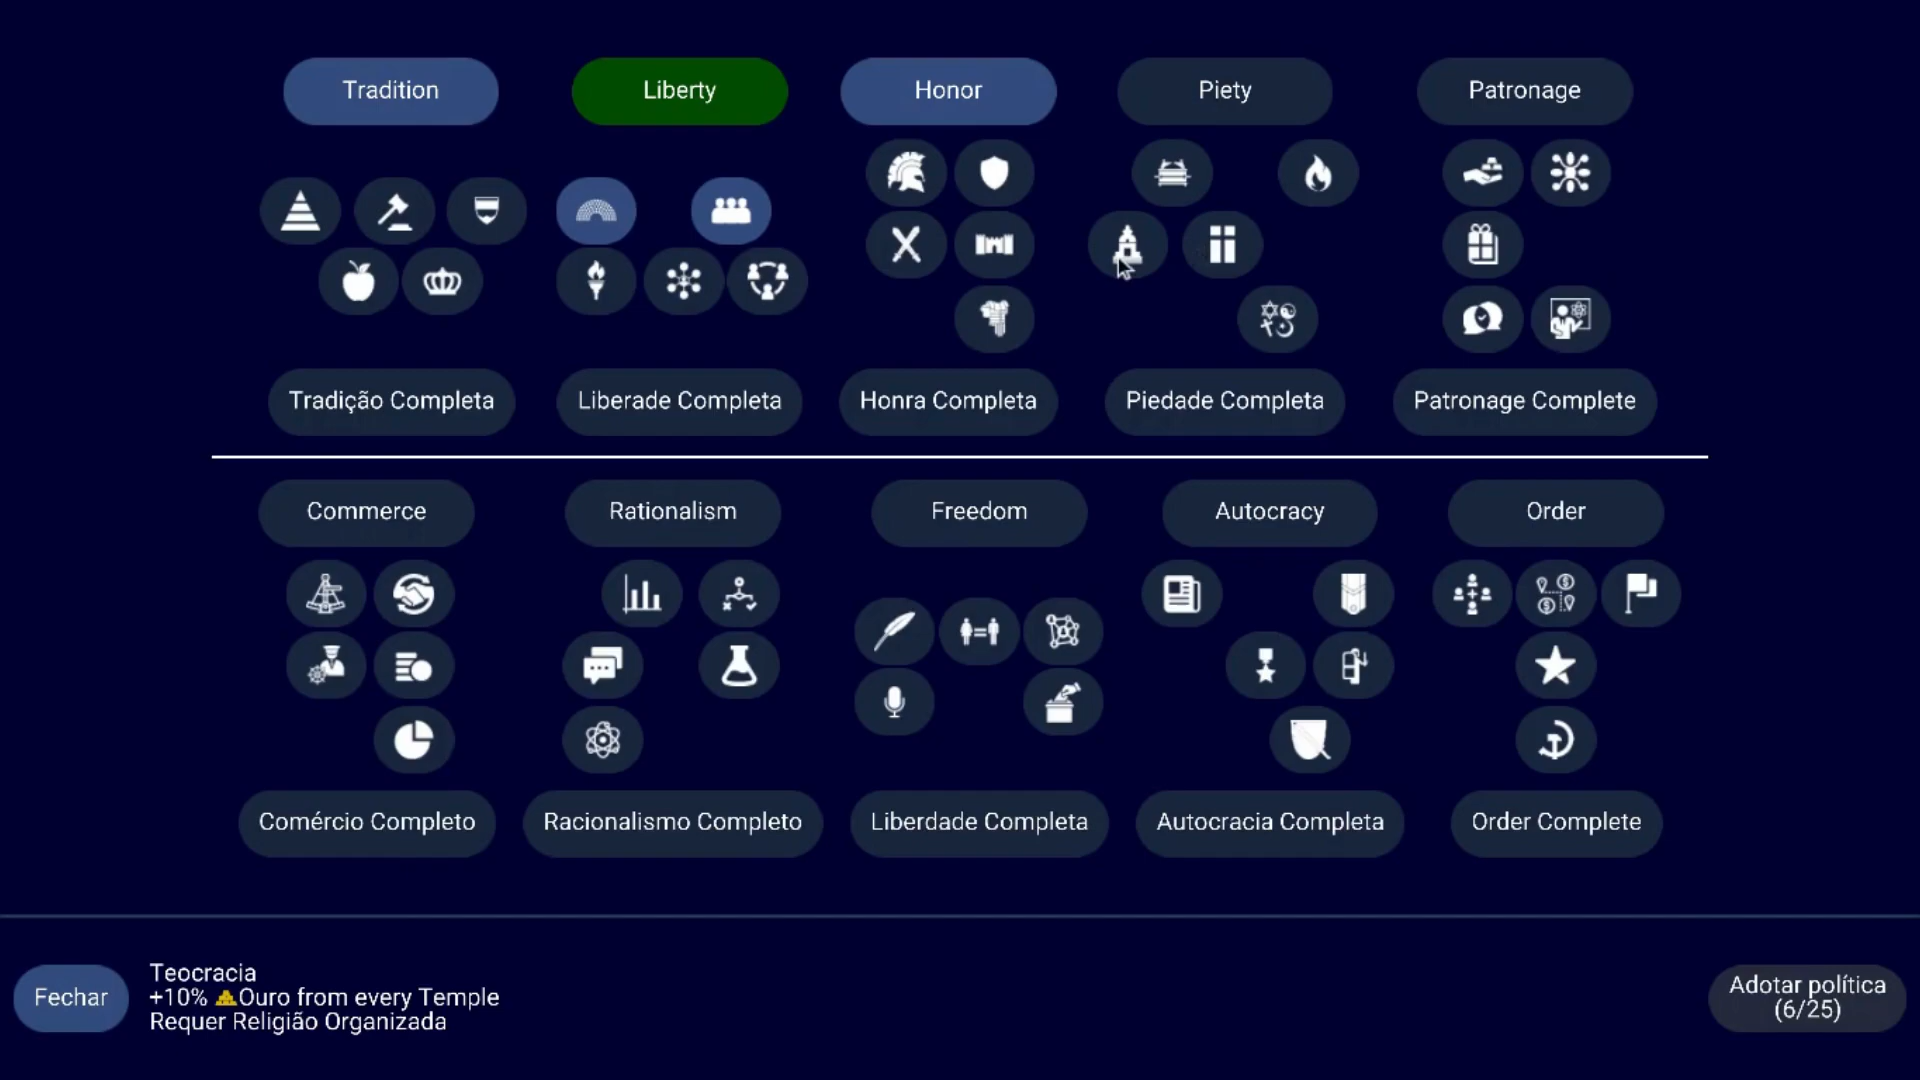 Tradition
Liberty
Honor
Piety
Patronage
Tradição Completa
Liberade Completa
Honra Completa
Piedade Completa
Patronage Complete
Commerce
Rationalism
Freedom
Autocracy
Order
Comércio Completo
Racionalismo Completo
Liberdade Completa
Autocracia Completa
Order Complete
Fechar
Teocracia
+10% Ouro from every Temple
Requer Religião Organizada
Adotar política
(6/25)